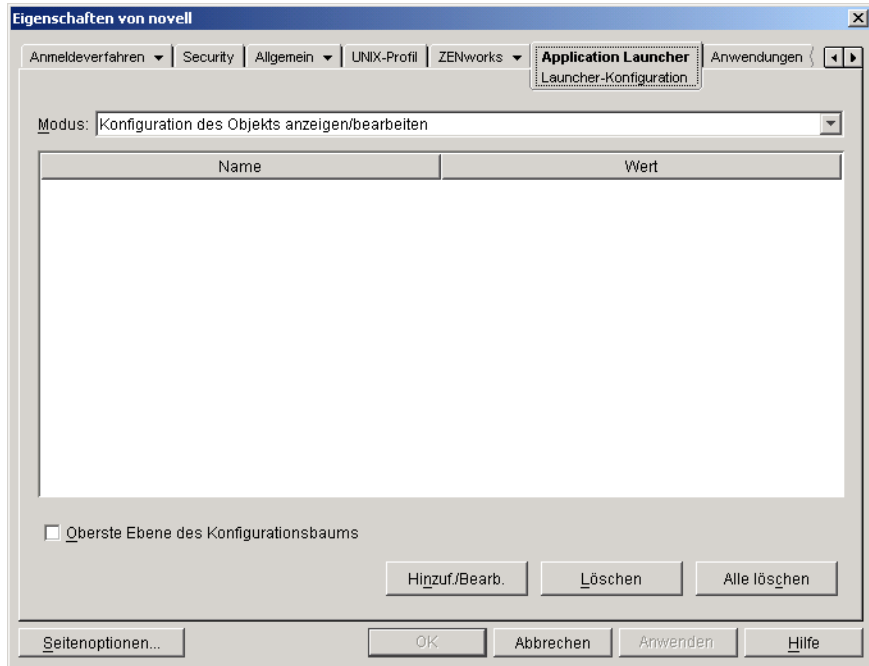 Eigenschaften von novell
Anmeldeverfahren Security Allgemein UNIX-Profil ZENworks Application Launcher Anwendungen
Launcher-Konfiguration
Modus: Konfiguration des Objekts anzeigen/bearbeiten
Name Wert
Oberste Ebene des Konfigurationsbaums
Hinzuf./Bearb. Löschen Alle löschen
Seitenoptionen... OK Abbrechen Anwenden Hilfe